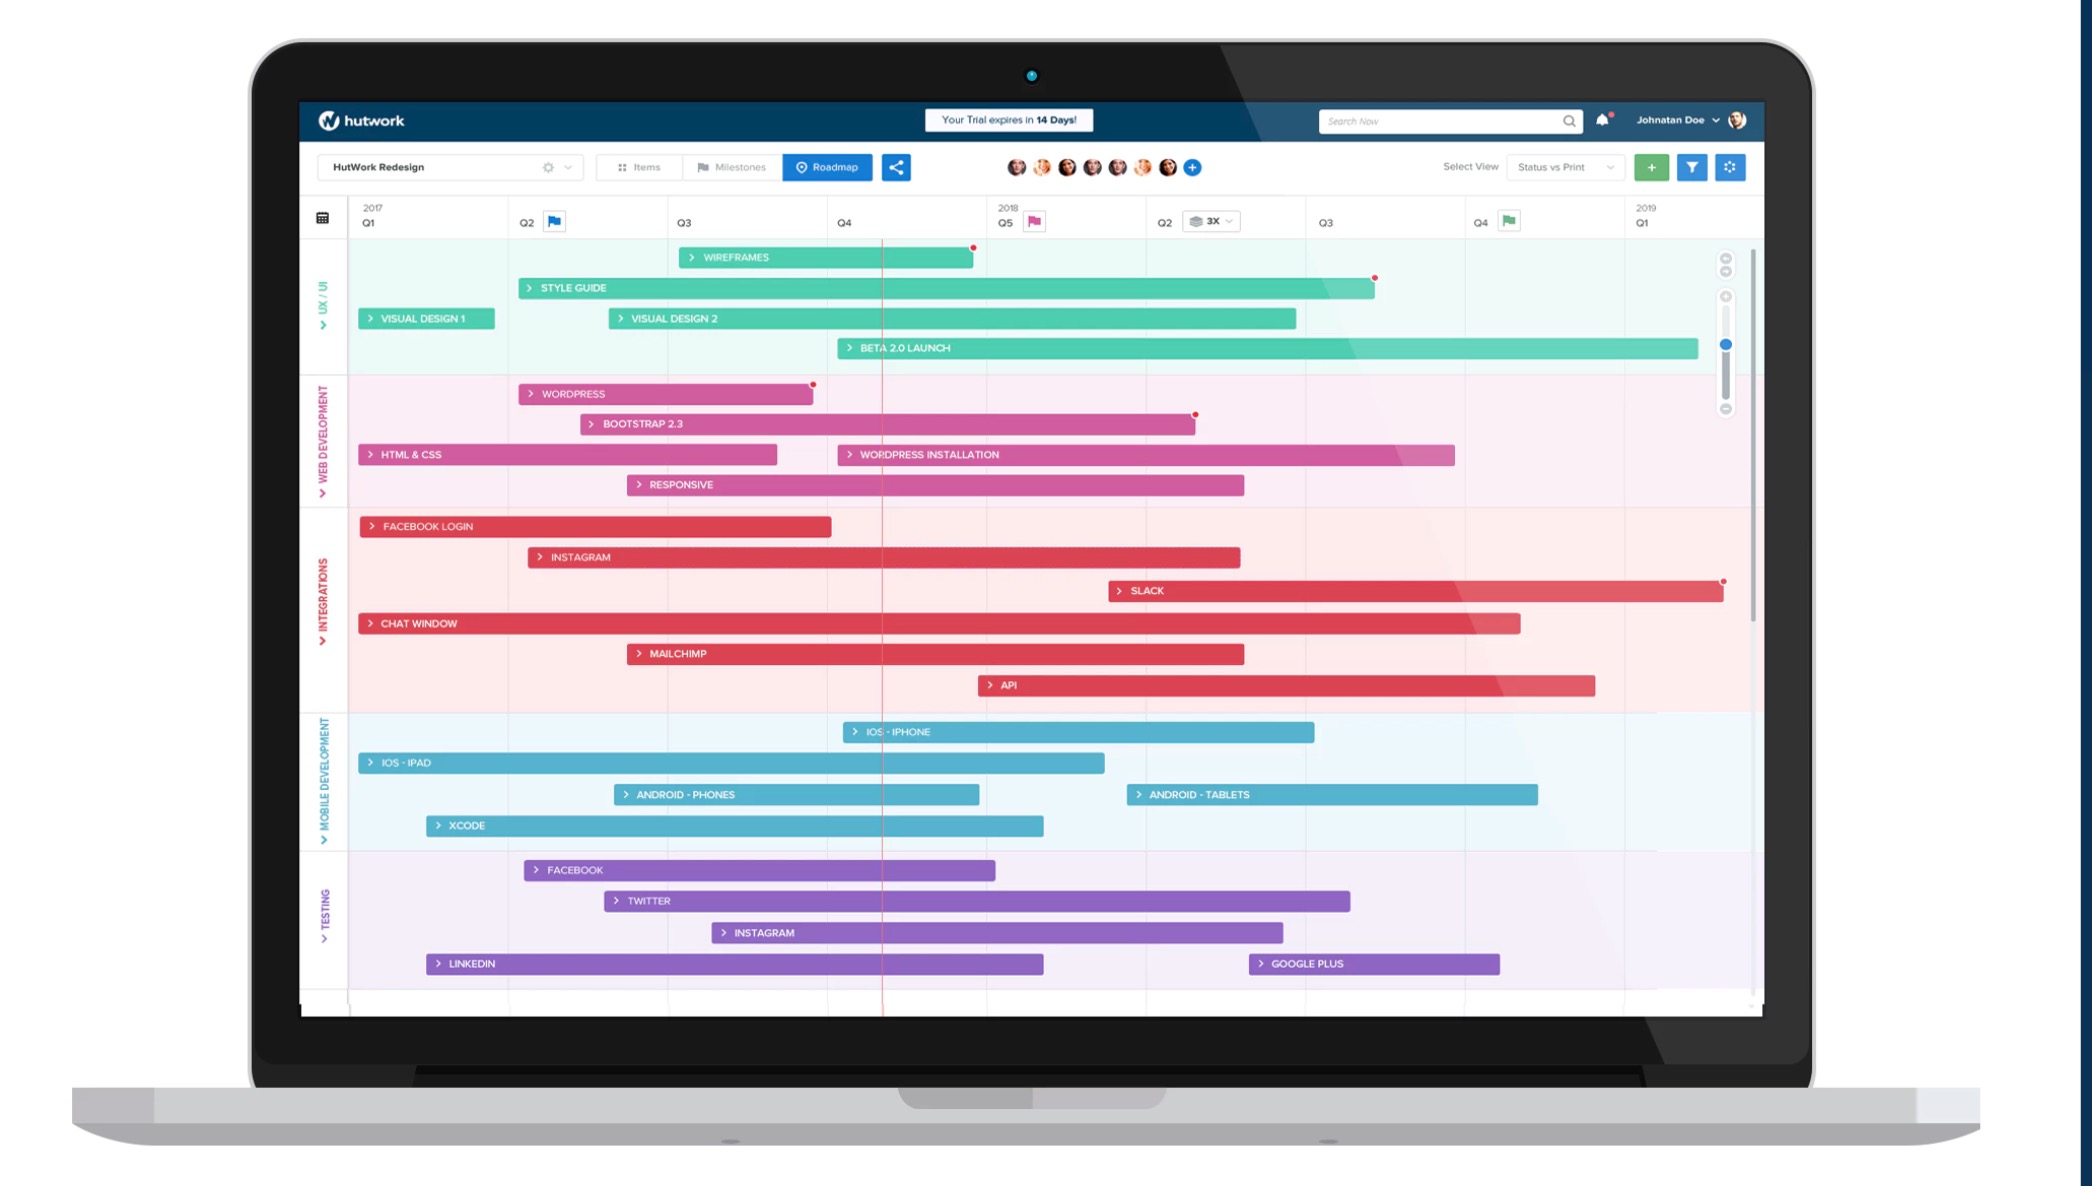 hutwork
Your Trial expires in 14 Days!
Search Now
Johnatan Doe
HutWork Redesign
Items
Milestones
Roadmap
Select View
Status vs Print
+
2017
2018
2019
Q1
Q2
Q3
Q4
Q5
Q2
3X
Q3
Q4
Q1
UX / UI
WIREFRAMES
STYLE GUIDE
VISUAL DESIGN 1
VISUAL DESIGN 2
BETA 2.0 LAUNCH
WEB DEVELOPMENT
WORDPRESS
BOOTSTRAP 2.3
HTML & CSS
WORDPRESS INSTALLATION
RESPONSIVE
INTEGRATIONS
FACEBOOK LOGIN
INSTAGRAM
SLACK
CHAT WINDOW
MAILCHIMP
API
MOBILE DEVELOPMENT
IOS - IPHONE
IOS - IPAD
ANDROID - PHONES
ANDROID - TABLETS
XCODE
TESTING
FACEBOOK
TWITTER
INSTAGRAM
LINKEDIN
GOOGLE PLUS